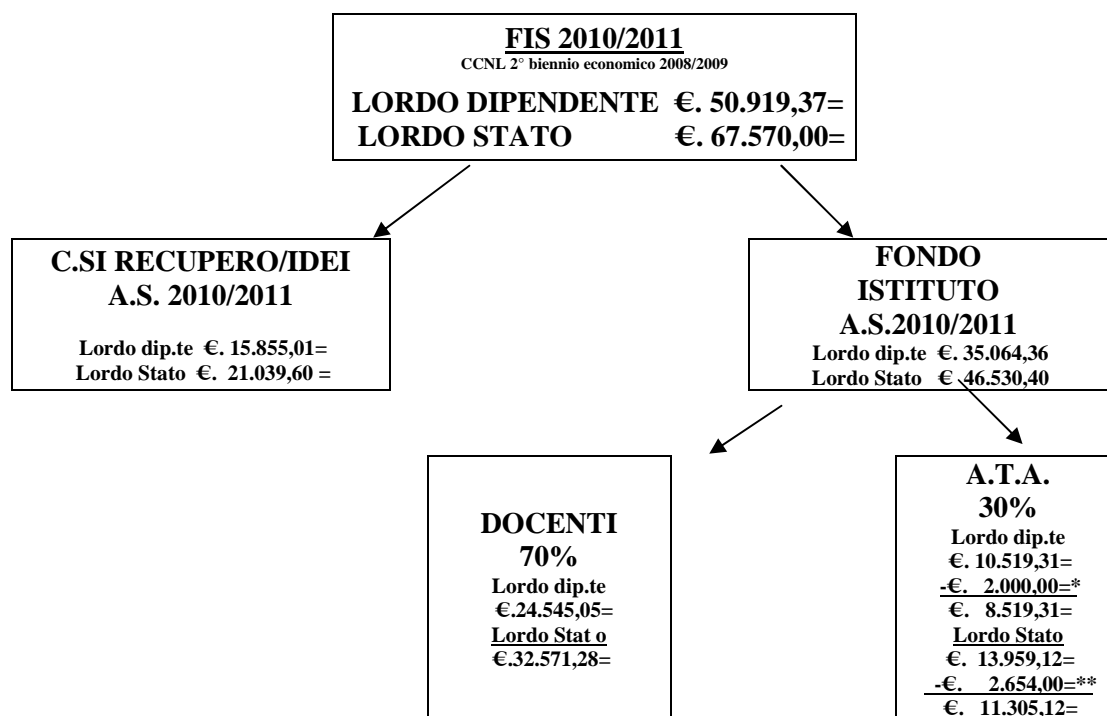 FIS 2010/2011
CCNL 2° biennio economico 2008/2009
LORDO DIPENDENTE €. 50.919,37=
LORDO STATO €. 67.570,00=
C.SI RECUPERO/IDEI
A.S. 2010/2011
Lordo dip.te €. 15.855,01=
Lordo Stato €. 21.039,60 =
FONDO
ISTITUTO
A.S.2010/2011
Lordo dip.te €. 35.064,36
Lordo Stato € 46.530,40
DOCENTI
70%
Lordo dip.te
€.24.545,05=
Lordo Stat o
€.32.571,28=
A.T.A.
30%
Lordo dip.te
€. 10.519,31=
-€. 2.000,00=*
€. 8.519,31=
Lordo Stato
€. 13.959,12=
-€. 2.654,00=**
€. 11.305,12=